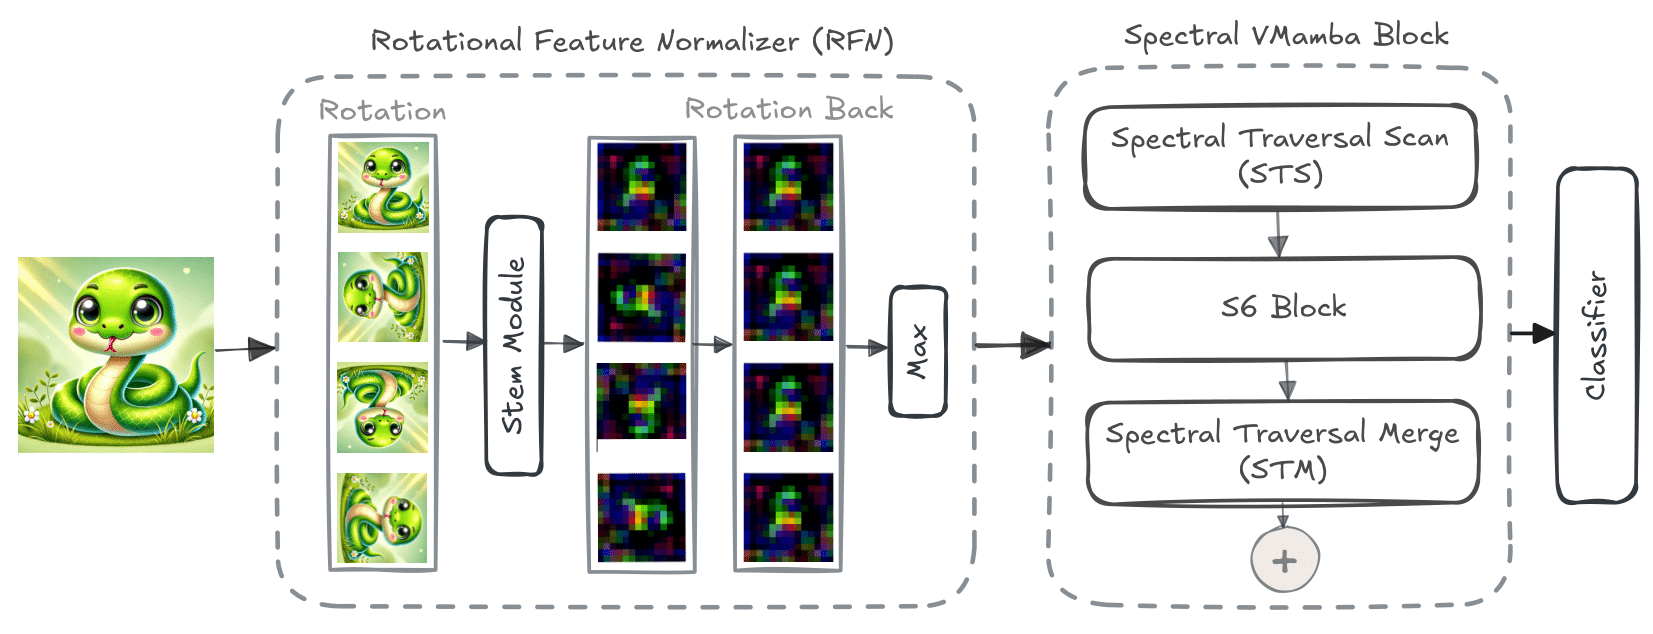 Rotational Feature Normalizer (RFN)
Rotation
Rotation Back
Stem Module
Max
Spectral VMamba Block
Spectral Traversal Scan
(STS)
S6 Block
Spectral Traversal Merge
(STM)
+
Classifier